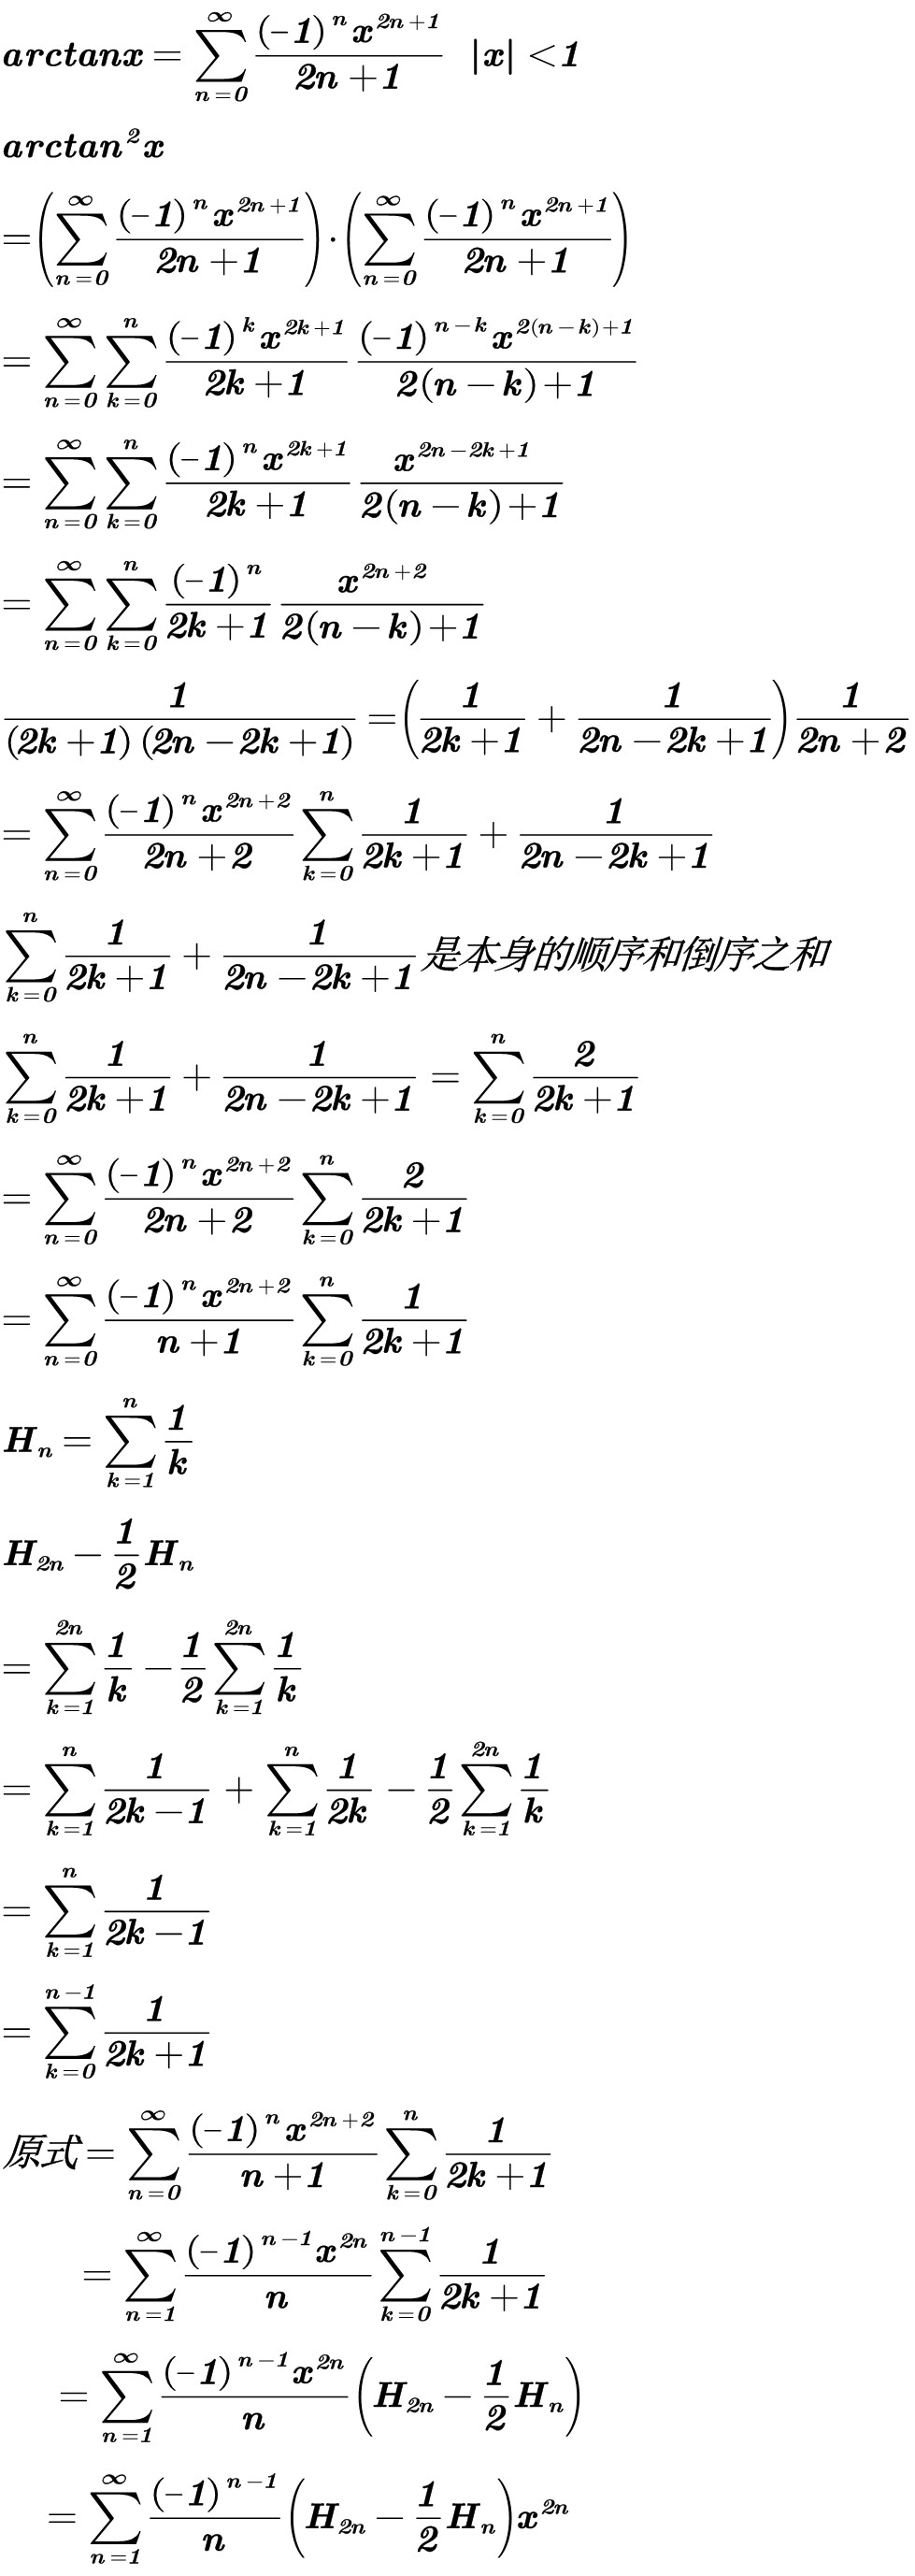 arctanx = \sum_{n=0}^{\infty} \frac{(-1)^n x^{2n+1}}{2n+1} |x| < 1
arctan^2 x
= \left( \sum_{n=0}^{\infty} \frac{(-1)^n x^{2n+1}}{2n+1} \right) \cdot \left( \sum_{n=0}^{\infty} \frac{(-1)^n x^{2n+1}}{2n+1} \right)
= \sum_{n=0}^{\infty} \sum_{k=0}^{n} \frac{(-1)^k x^{2k+1}}{2k+1} \frac{(-1)^{n-k} x^{2(n-k)+1}}{2(n-k)+1}
= \sum_{n=0}^{\infty} \sum_{k=0}^{n} \frac{(-1)^n x^{2k+1}}{2k+1} \frac{x^{2n-2k+1}}{2(n-k)+1}
= \sum_{n=0}^{\infty} \sum_{k=0}^{n} \frac{(-1)^n}{2k+1} \frac{x^{2n+2}}{2(n-k)+1}
\frac{1}{(2k+1)(2n-2k+1)} = \left( \frac{1}{2k+1} + \frac{1}{2n-2k+1} \right) \frac{1}{2n+2}
= \sum_{n=0}^{\infty} \frac{(-1)^n x^{2n+2}}{2n+2} \sum_{k=0}^{n} \frac{1}{2k+1} + \frac{1}{2n-2k+1}
\sum_{k=0}^{n} \frac{1}{2k+1} + \frac{1}{2n-2k+1} 是本身的顺序和倒序之和
\sum_{k=0}^{n} \frac{1}{2k+1} + \frac{1}{2n-2k+1} = \sum_{k=0}^{n} \frac{2}{2k+1}
= \sum_{n=0}^{\infty} \frac{(-1)^n x^{2n+2}}{2n+2} \sum_{k=0}^{n} \frac{2}{2k+1}
= \sum_{n=0}^{\infty} \frac{(-1)^n x^{2n+2}}{n+1} \sum_{k=0}^{n} \frac{1}{2k+1}
H_n = \sum_{k=1}^{n} \frac{1}{k}
H_{2n} - \frac{1}{2} H_n
= \sum_{k=1}^{2n} \frac{1}{k} - \frac{1}{2} \sum_{k=1}^{2n} \frac{1}{k}
= \sum_{k=1}^{n} \frac{1}{2k-1} + \sum_{k=1}^{n} \frac{1}{2k} - \frac{1}{2} \sum_{k=1}^{2n} \frac{1}{k}
= \sum_{k=1}^{n} \frac{1}{2k-1}
= \sum_{k=0}^{n-1} \frac{1}{2k+1}
原式 = \sum_{n=0}^{\infty} \frac{(-1)^n x^{2n+2}}{n+1} \sum_{k=0}^{n} \frac{1}{2k+1}
= \sum_{n=1}^{\infty} \frac{(-1)^{n-1} x^{2n}}{n} \sum_{k=0}^{n-1} \frac{1}{2k+1}
= \sum_{n=1}^{\infty} \frac{(-1)^{n-1} x^{2n}}{n} \left( H_{2n} - \frac{1}{2} H_n \right)
= \sum_{n=1}^{\infty} \frac{(-1)^{n-1}}{n} \left( H_{2n} - \frac{1}{2} H_n \right) x^{2n}